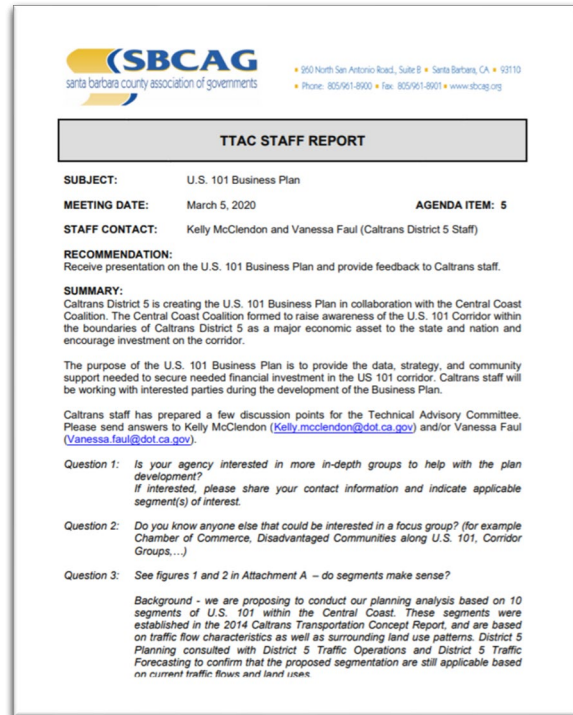 SBCAG
santa barbara county association of governments
960 North San Antonio Road., Suite B • Santa Barbara, CA • 93110
Phone: 805/961-8900 • Fax: 805/961-8901 • www.sbcag.org
TTAC STAFF REPORT
SUBJECT: U.S. 101 Business Plan
MEETING DATE: March 5, 2020 AGENDA ITEM: 5
STAFF CONTACT: Kelly McClendon and Vanessa Faul (Caltrans District 5 Staff)
RECOMMENDATION:
Receive presentation on the U.S. 101 Business Plan and provide feedback to Caltrans staff.
SUMMARY:
Caltrans District 5 is creating the U.S. 101 Business Plan in collaboration with the Central Coast
Coalition. The Central Coast Coalition formed to raise awareness of the U.S. 101 Corridor within
the boundaries of Caltrans District 5 as a major economic asset to the state and nation and
encourage investment on the corridor.
The purpose of the U.S. 101 Business Plan is to provide the data, strategy, and community
support needed to secure needed financial investment in the US 101 corridor. Caltrans staff will
be working with interested parties during the development of the Business Plan.
Caltrans staff has prepared a few discussion points for the Technical Advisory Committee.
Please send answers to Kelly McClendon (Kelly.mcclendon@dot.ca.gov) and/or Vanessa Faul
(Vanessa.faul@dot.ca.gov).
Question 1: Is your agency interested in more in-depth groups to help with the plan
development?
If interested, please share your contact information and indicate applicable
segment(s) of interest.
Question 2: Do you know anyone else that could be interested in a focus group? (for example
Chamber of Commerce, Disadvantaged Communities along U.S. 101, Corridor
Groups,…)
Question 3: See figures 1 and 2 in Attachment A – do segments make sense?
Background - we are proposing to conduct our planning analysis based on 10
segments of U.S. 101 within the Central Coast. These segments were
established in the 2014 Caltrans Transportation Concept Report, and are based
on traffic flow characteristics as well as surrounding land use patterns. District 5
Planning consulted with District 5 Traffic Operations and District 5 Traffic
Forecasting to confirm that the proposed segmentation are still applicable based
on current traffic flows and land uses.